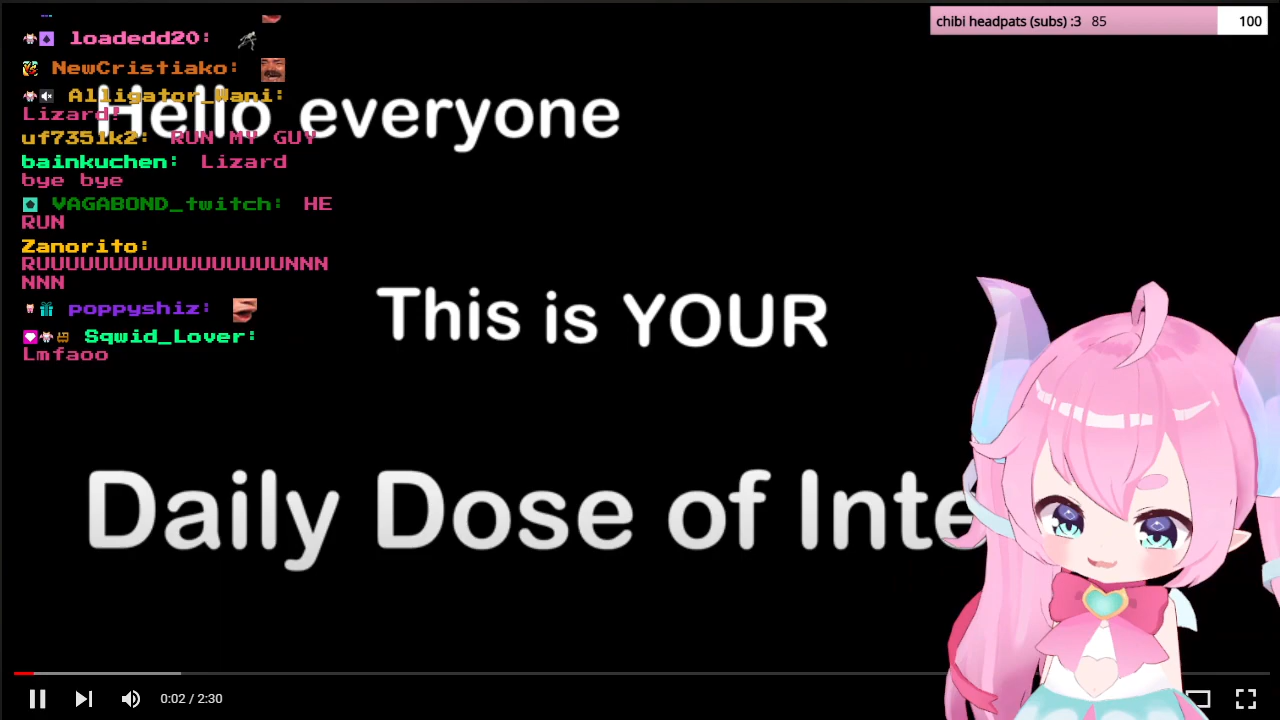 chibi headpats (subs) :3 85 100
loadedd20:
NewCristiako:
Alligator_Wani:
Lizard!
Hello everyone
uf7351k2: RUN MY GUY
bainkuchen: Lizard
bye bye
VAGABOND_twitch: HE
RUN
Zanorito:
RUUUUUUUUUUUUUUUUUNNN
NNN
poppyshiz:
This is YOUR
Sqwid_Lover:
Lmfaoo
Daily Dose of Inte
0:02 / 2:30